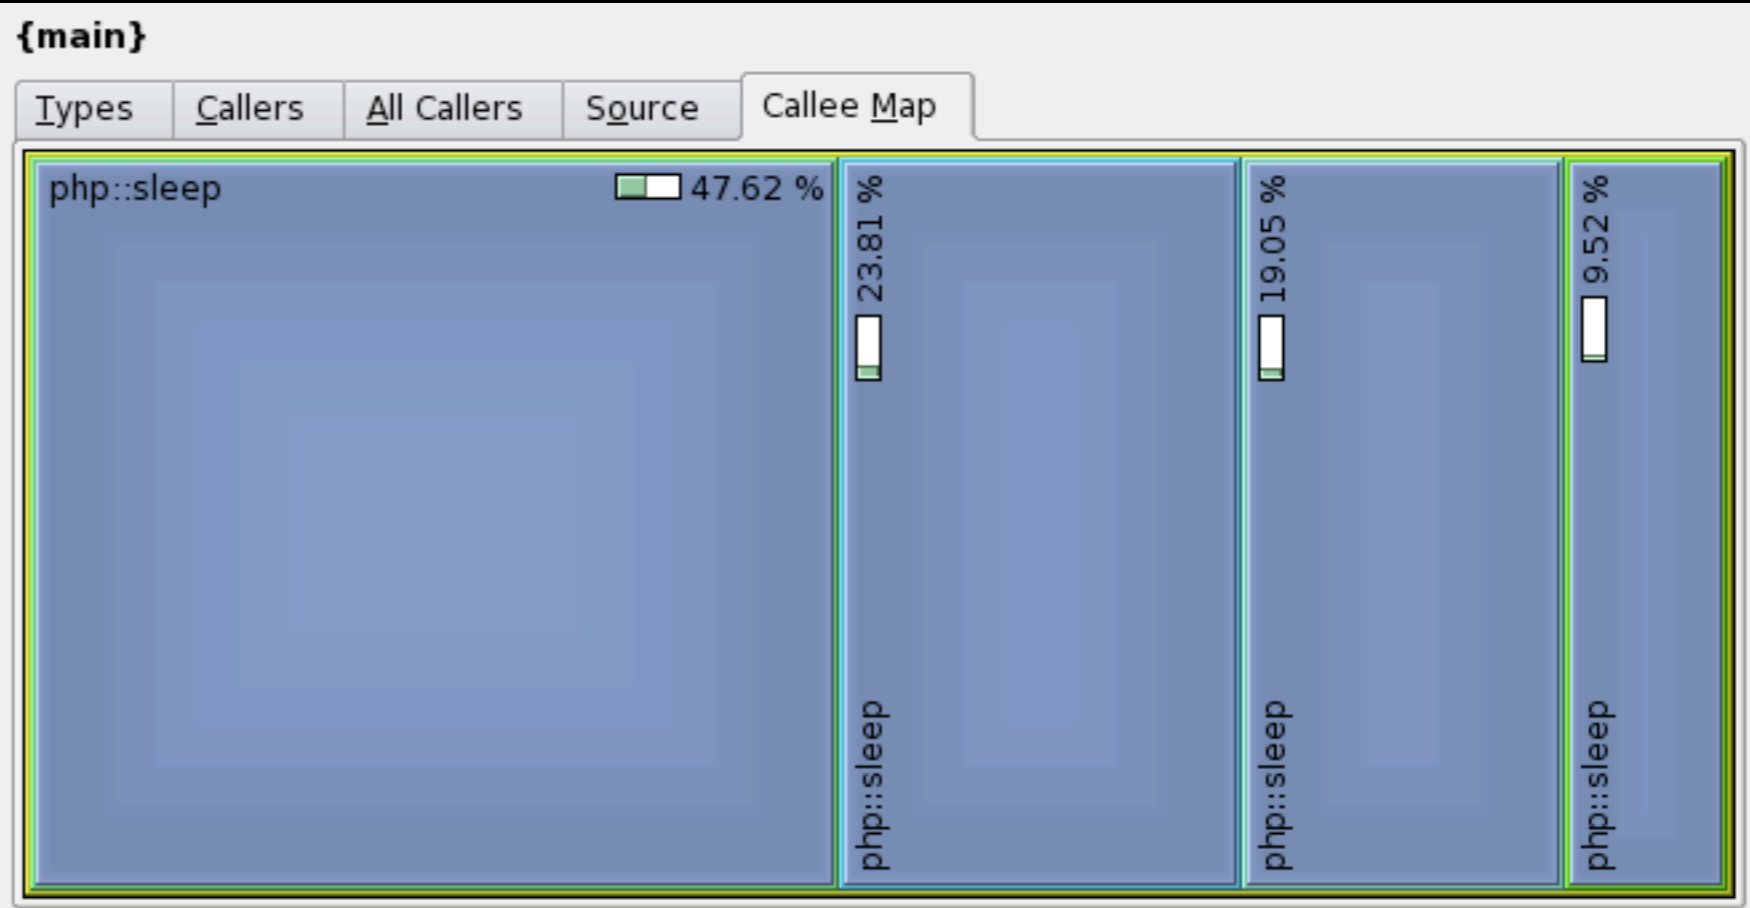 {main}
Types Callers All Callers Source Callee Map
php::sleep 47.62 %
php::sleep 23.81 %
php::sleep 19.05 %
php::sleep 9.52 %